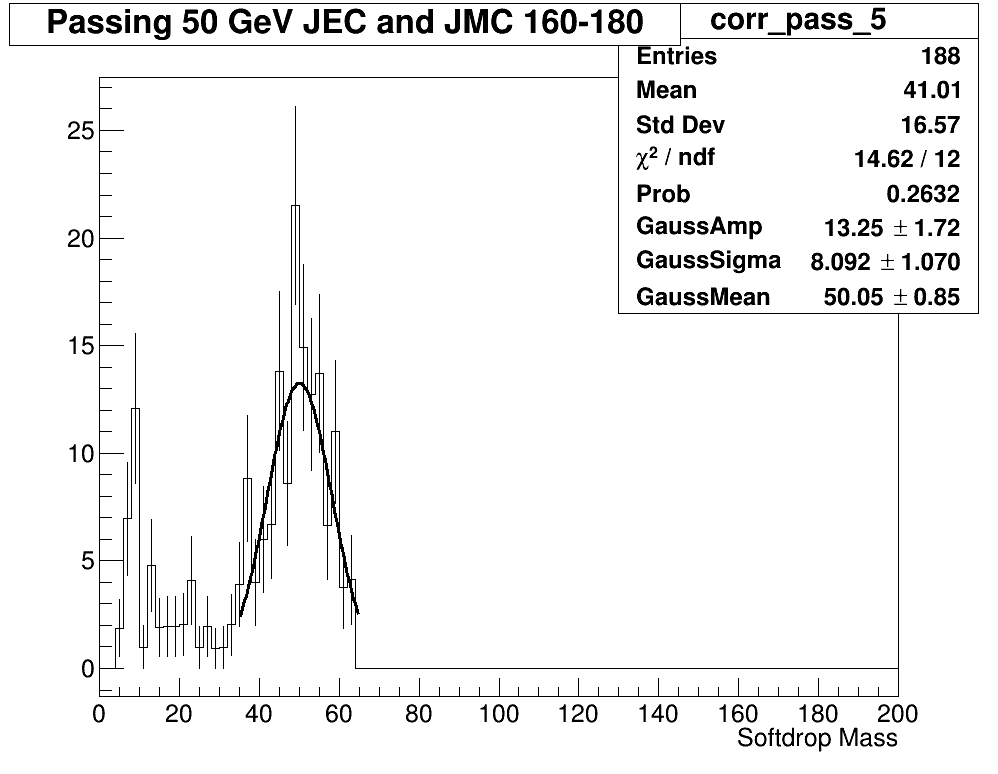 Passing 50 GeV JEC and JMC 160-180
corr_pass_5
Entries 188
Mean 41.01
Std Dev 16.57
χ² / ndf 14.62 / 12
Prob 0.2632
GaussAmp 13.25 ± 1.72
GaussSigma 8.092 ± 1.070
GaussMean 50.05 ± 0.85
25
20
15
10
5
0
0 20 40 60 80 100 120 140 160 180 200
Softdrop Mass